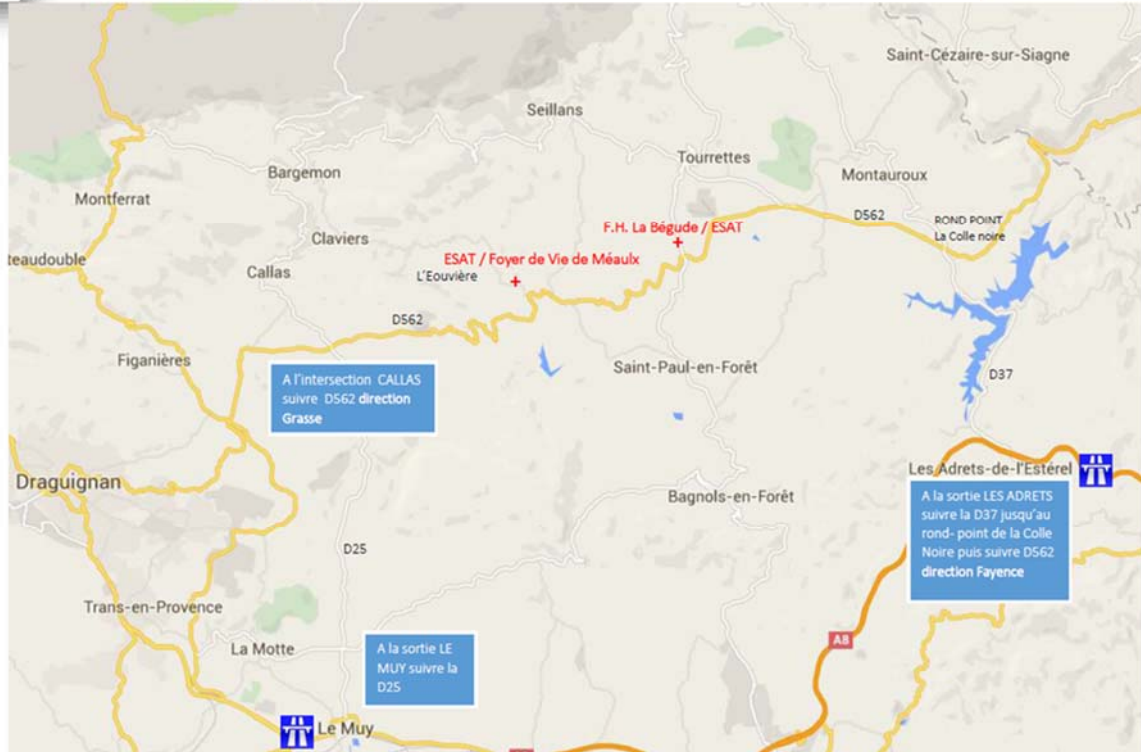 Saint-Cézaire-sur-Siagne
Seillans
Tourrettes
Bargemon
Montauroux
Montferrat
D562
ROND POINT
La Colle noire
F.H. La Bégude / ESAT
Claviers
teaudouble
ESAT / Foyer de Vie de Méaulx
Callas
L'Eouvière
D562
Figanières
Saint-Paul-en-Forêt
D37
A l'intersection CALLAS
suivre D562 direction
Grasse
Draguignan
Les Adrets-de-l'Estérel
Bagnols-en-Forêt
A la sortie LES ADRETS
suivre la D37 jusqu'au
rond- point de la Colle
Noire puis suivre D562
direction Fayence
D25
Trans-en-Provence
La Motte
A8
A la sortie LE
MUY suivre la
D25
Le Muy